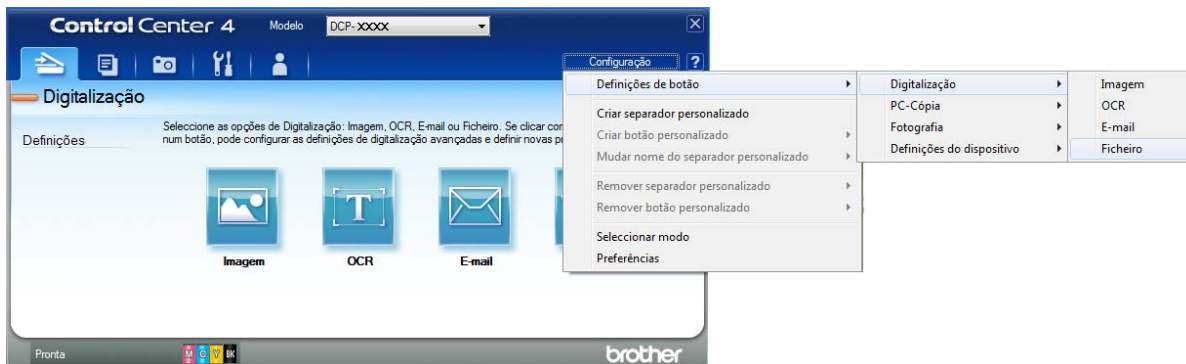 Control Center 4
Modelo
DCP-XXXX
Configuração
?
Digitalização
Definições
Seleccione as opções de Digitalização: Imagem, OCR, E-mail ou Ficheiro. Se clicar com
num botão, pode configurar as definições de digitalização avançadas e definir novas
T
Imagem
OCR
E-mail
Definições de botão
Criar separador personalizado
Criar botão personalizado
Mudar nome do separador personalizado
Remover separador personalizado
Remover botão personalizado
Seleccionar modo
Preferências
Digitalização
PC-Cópia
Fotografia
Definições do dispositivo
Imagem
OCR
E-mail
Ficheiro
Pronta
M C Y BK
brother